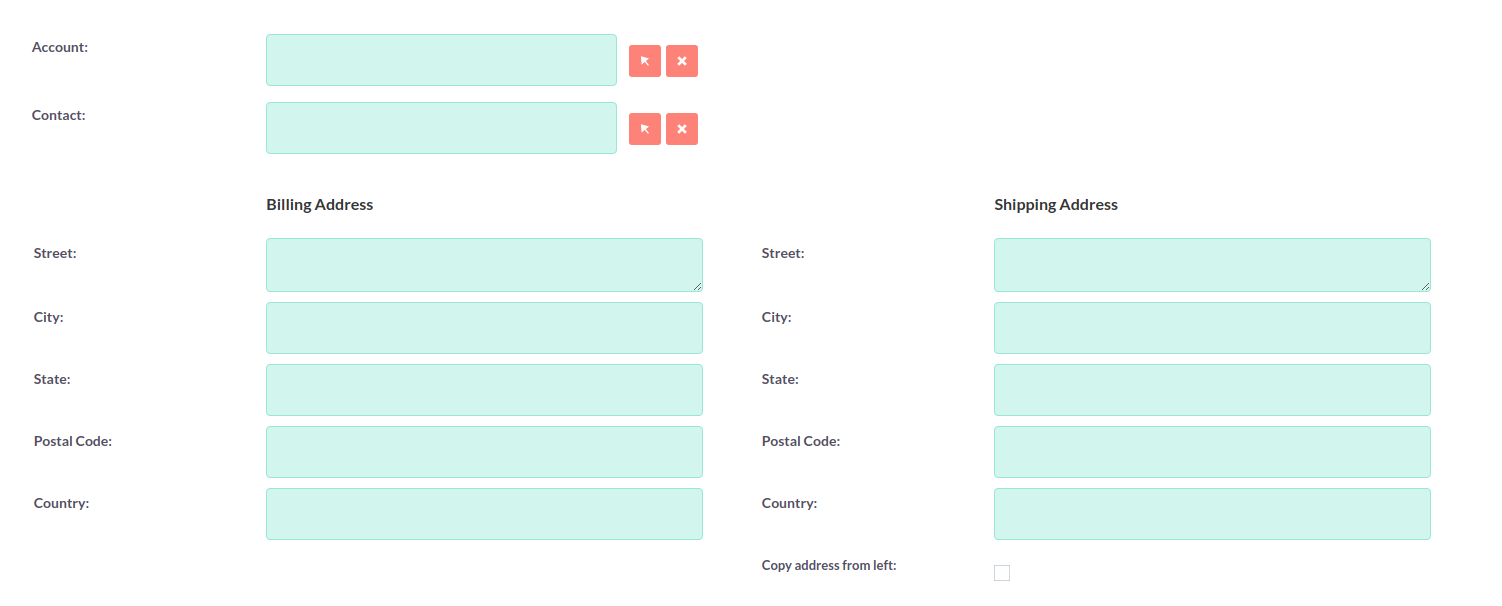 Account:
Contact:
Billing Address
Shipping Address
Street:
Street:
City:
City:
State:
State:
Postal Code:
Postal Code:
Country:
Country:
Copy address from left: